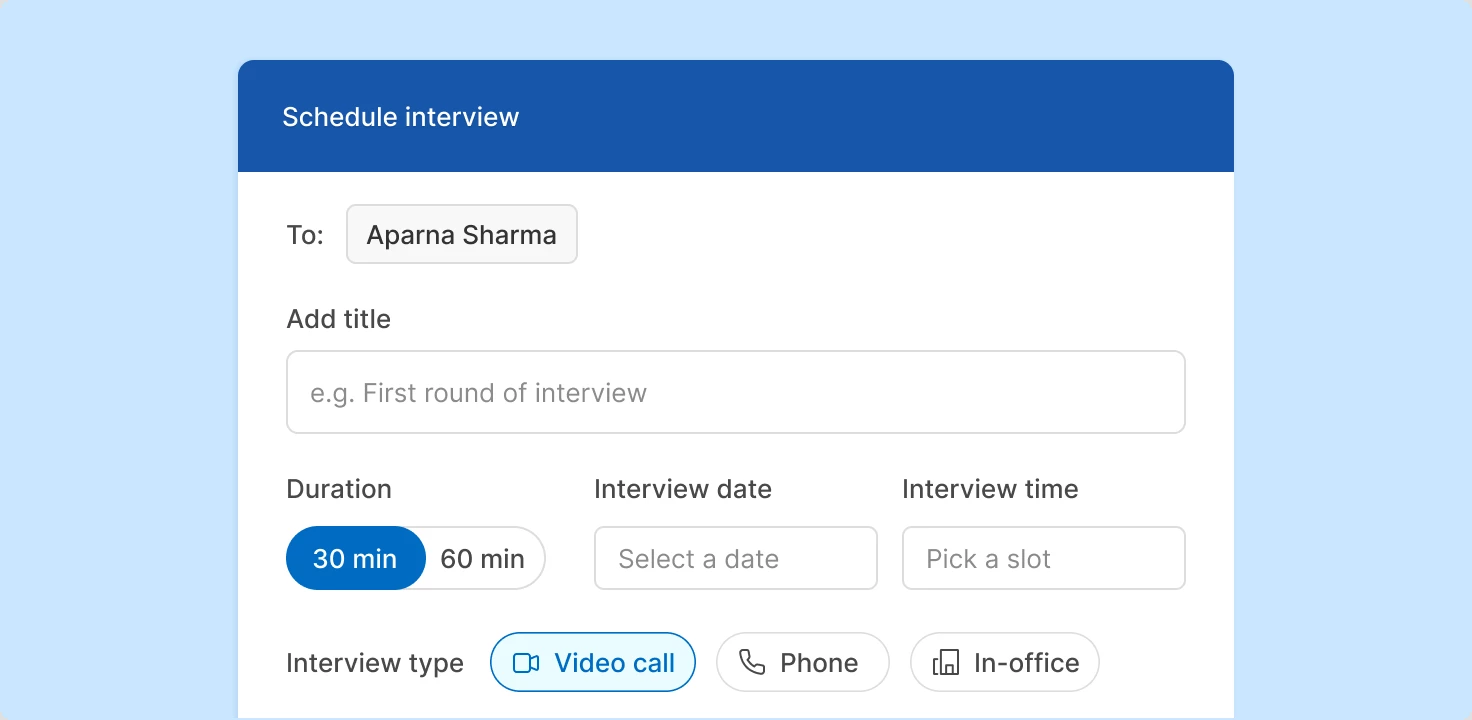 Schedule interview
To: Aparna Sharma
Add title
e.g. First round of interview
Duration Interview date Interview time
30 min 60 min Select a date Pick a slot
Interview type Video call Phone In-office